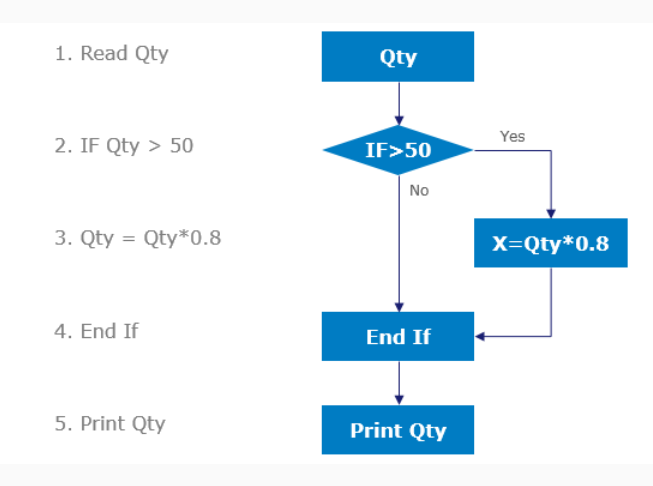 1. Read Qty
Qty
2. IF Qty > 50
IF>50
Yes
No
3. Qty = Qty*0.8
X=Qty*0.8
4. End If
End If
5. Print Qty
Print Qty